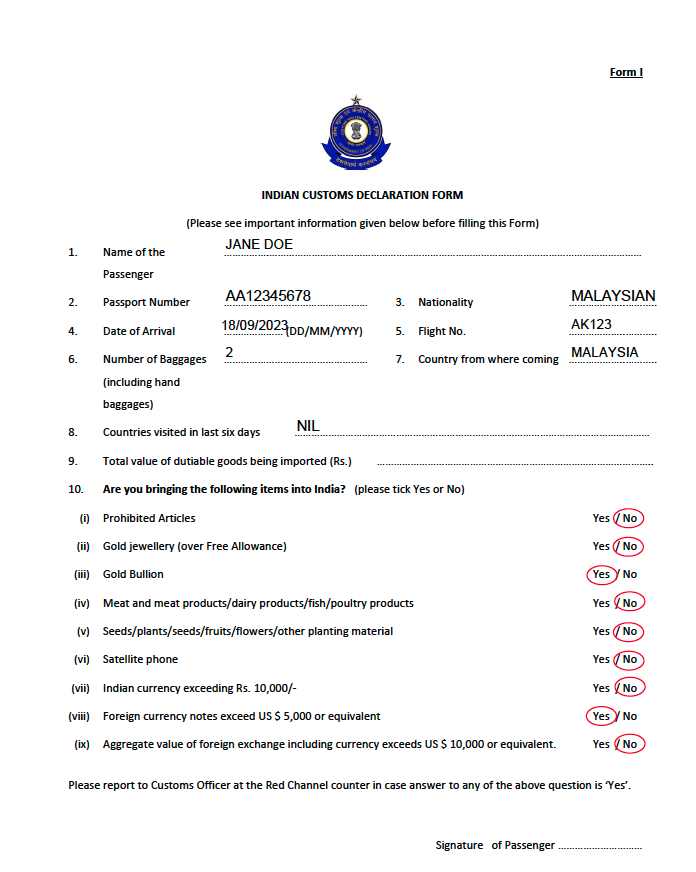 Form I
INDIAN CUSTOMS DECLARATION FORM
(Please see important information given below before filling this Form)
1. Name of the JANE DOE
Passenger
2. Passport Number AA12345678 3. Nationality MALAYSIAN
4. Date of Arrival 18/09/2023 (DD/MM/YYYY) 5. Flight No. AK123
6. Number of Baggages 2 7. Country from where coming MALAYSIA
(including hand
baggages)
8. Countries visited in last six days NIL
9. Total value of dutiable goods being imported (Rs.)
10. Are you bringing the following items into India? (please tick Yes or No)
(i) Prohibited Articles Yes / No
(ii) Gold jewellery (over Free Allowance) Yes / No
(iii) Gold Bullion Yes / No
(iv) Meat and meat products/dairy products/fish/poultry products Yes / No
(v) Seeds/plants/seeds/fruits/flowers/other planting material Yes / No
(vi) Satellite phone Yes / No
(vii) Indian currency exceeding Rs. 10,000/- Yes / No
(viii) Foreign currency notes exceed US $ 5,000 or equivalent Yes / No
(ix) Aggregate value of foreign exchange including currency exceeds US $ 10,000 or equivalent. Yes / No
Please report to Customs Officer at the Red Channel counter in case answer to any of the above question is ‘Yes’.
Signature of Passenger ................................